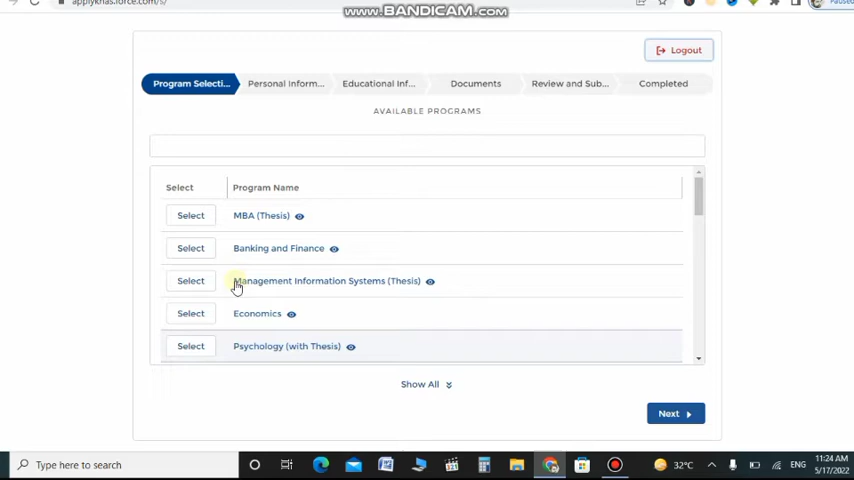 applykhas.force.com/s/
Paused
www.BANDICAM.com
Logout
Program Selecti...
Personal Inform...
Educational Inf...
Documents
Review and Sub...
Completed
AVAILABLE PROGRAMS
Select
Program Name
Select
MBA (Thesis)
Select
Banking and Finance
Select
Management Information Systems (Thesis)
Select
Economics
Select
Psychology (with Thesis)
Show All
Next
Type here to search
32°C
ENG
11:24 AM
5/17/2022